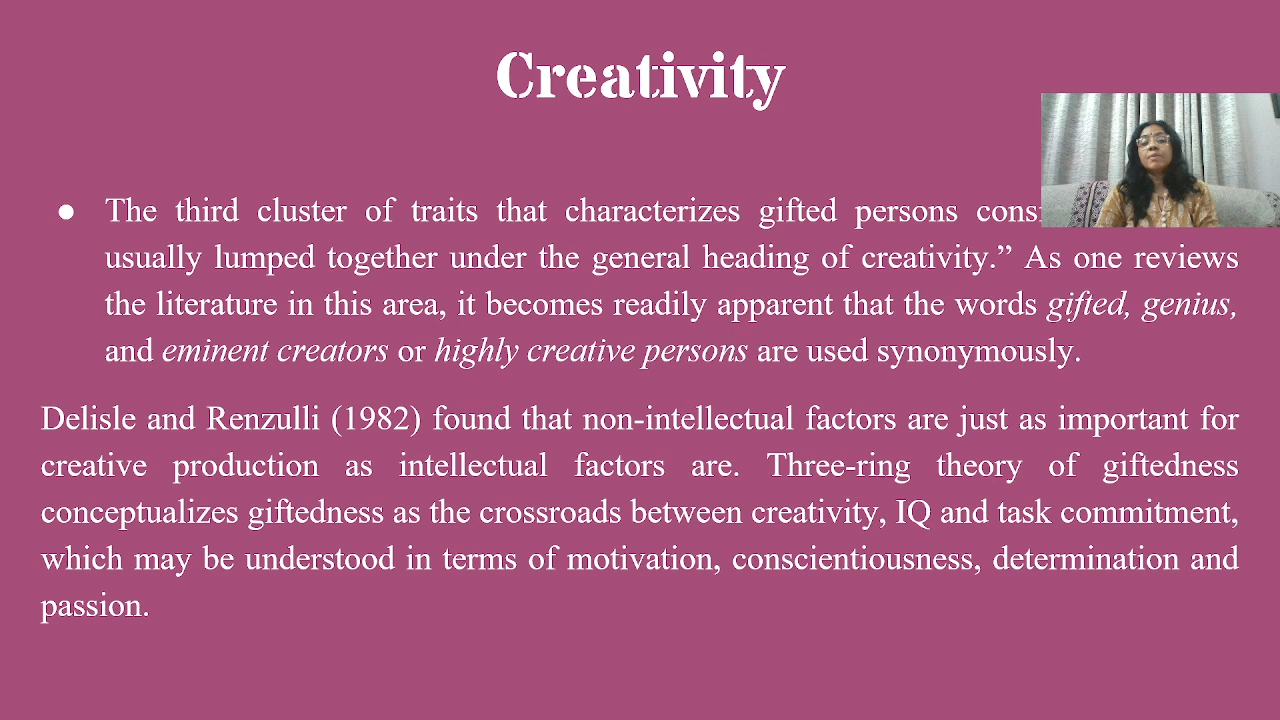 Creativity
● The third cluster of traits that characterizes gifted persons
usually lumped together under the general heading of creativity.” As one reviews
the literature in this area, it becomes readily apparent that the words gifted, genius,
and eminent creators or highly creative persons are used synonymously.
Delisle and Renzulli (1982) found that non-intellectual factors are just as important for
creative production as intellectual factors are. Three-ring theory of giftedness
conceptualizes giftedness as the crossroads between creativity, IQ and task commitment,
which may be understood in terms of motivation, conscientiousness, determination and
passion.